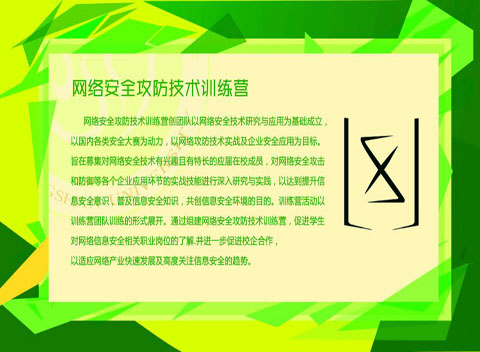 网络安全攻防技术训练营
网络安全攻防技术训练营创团队以网络安全技术研究与应用为基础成立，
以国内各类安全大赛为动力，以网络攻防技术实战及企业安全应用为目标。
旨在募集对网络安全技术有兴趣且有特长的应届在校成员，对网络安全攻击
和防御等各个企业应用环节的实战技能进行深入研究与实践，以达到提升信
息安全意识，普及信息安全知识，共创信息安全环境的目的。训练营活动以
训练营团队训练的形式展开。通过组建网络安全攻防技术训练营，促进学生
对网络信息安全相关职业岗位的了解.并进一步促进校企合作，
以适应网络产业快速发展及高度关注信息安全的趋势。